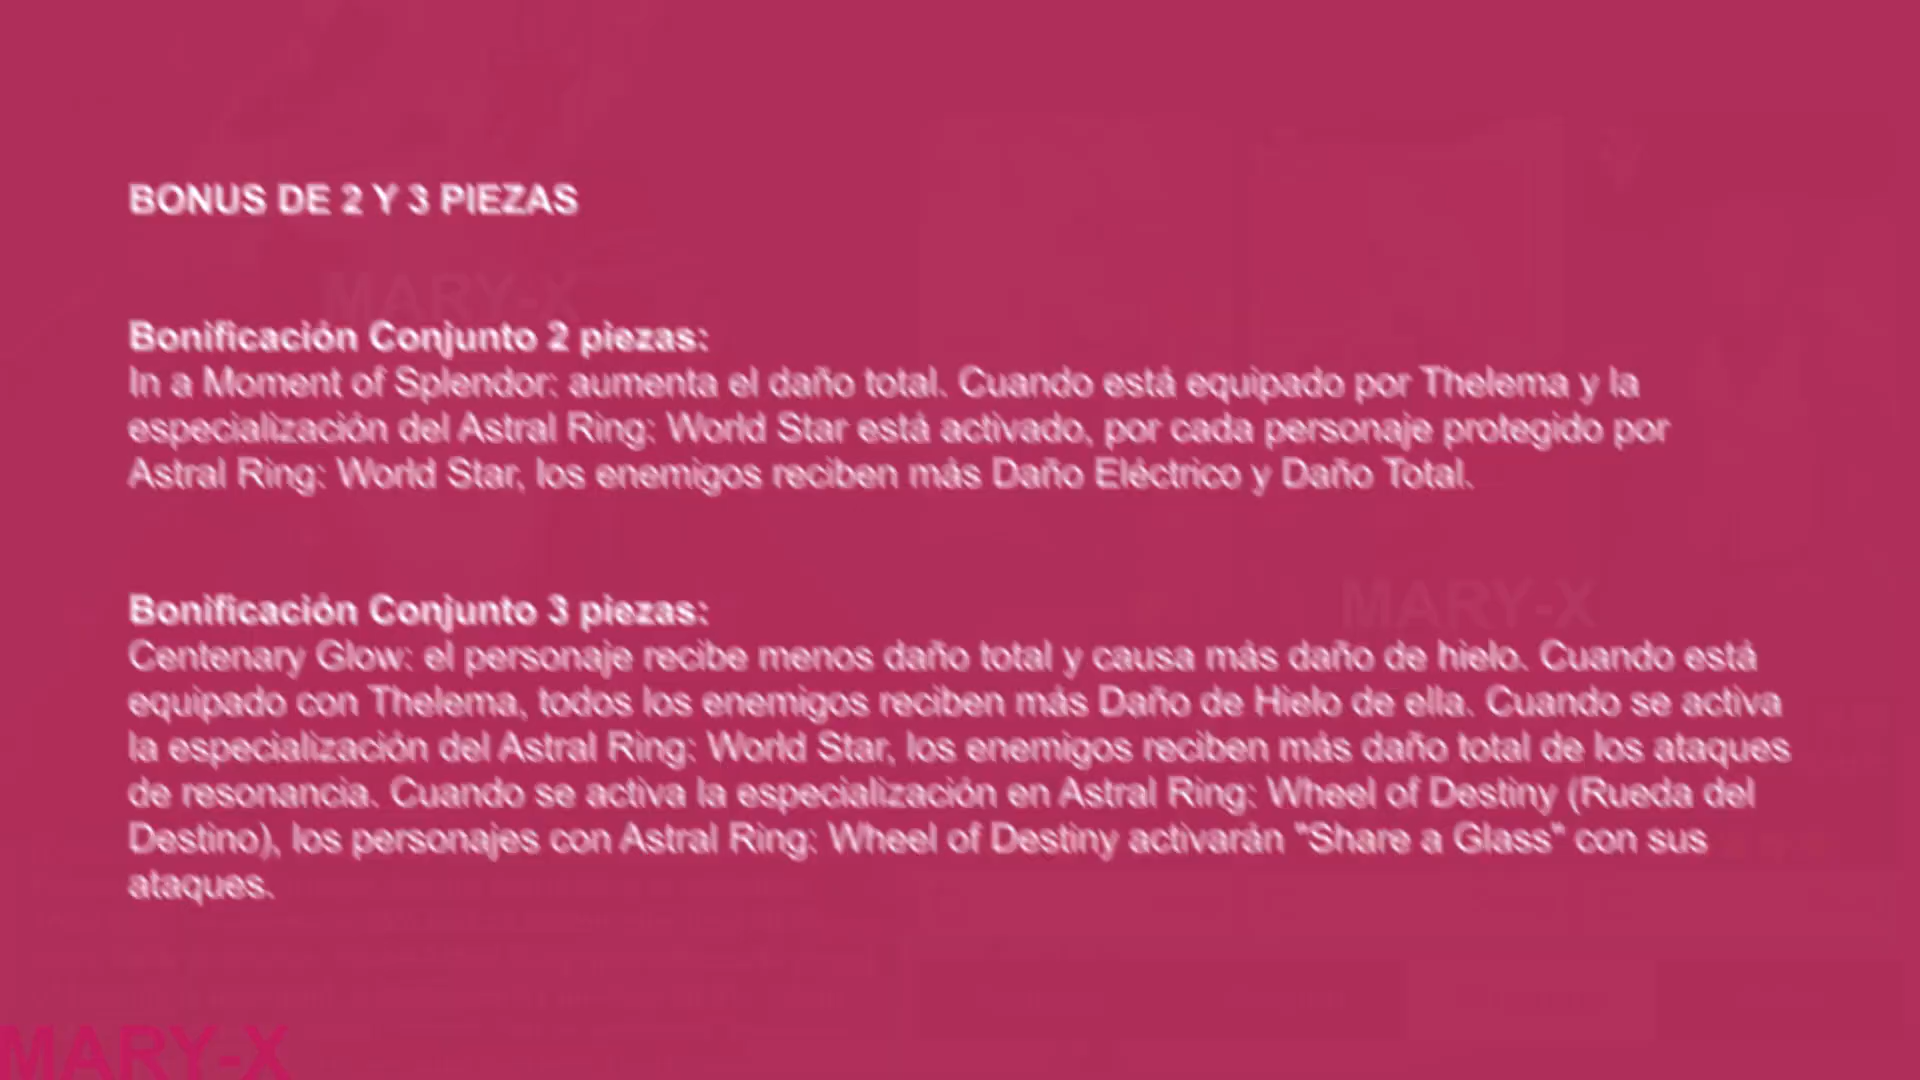 BONUS DE 2 Y 3 PIEZAS
MARY-X
Bonificación Conjunto 2 piezas:
In a Moment of Splendor: aumenta el daño total. Cuando está equipado por Thelema y la
especialización del Astral Ring: World Star está activado, por cada personaje protegido por
Astral Ring: World Star, los enemigos reciben más Daño Eléctrico y Daño Total.
MARY-X
Bonificación Conjunto 3 piezas:
Centenary Glow: el personaje recibe menos daño total y causa más daño de hielo. Cuando está
equipado con Thelema, todos los enemigos reciben más Daño de Hielo de ella. Cuando se activa
la especialización del Astral Ring: World Star, los enemigos reciben más daño total de los ataques
de resonancia. Cuando se activa la especialización en Astral Ring: Wheel of Destiny (Rueda del
Destino), los personajes con Astral Ring: Wheel of Destiny activarán "Share a Glass" con sus
ataques.
MARY-X